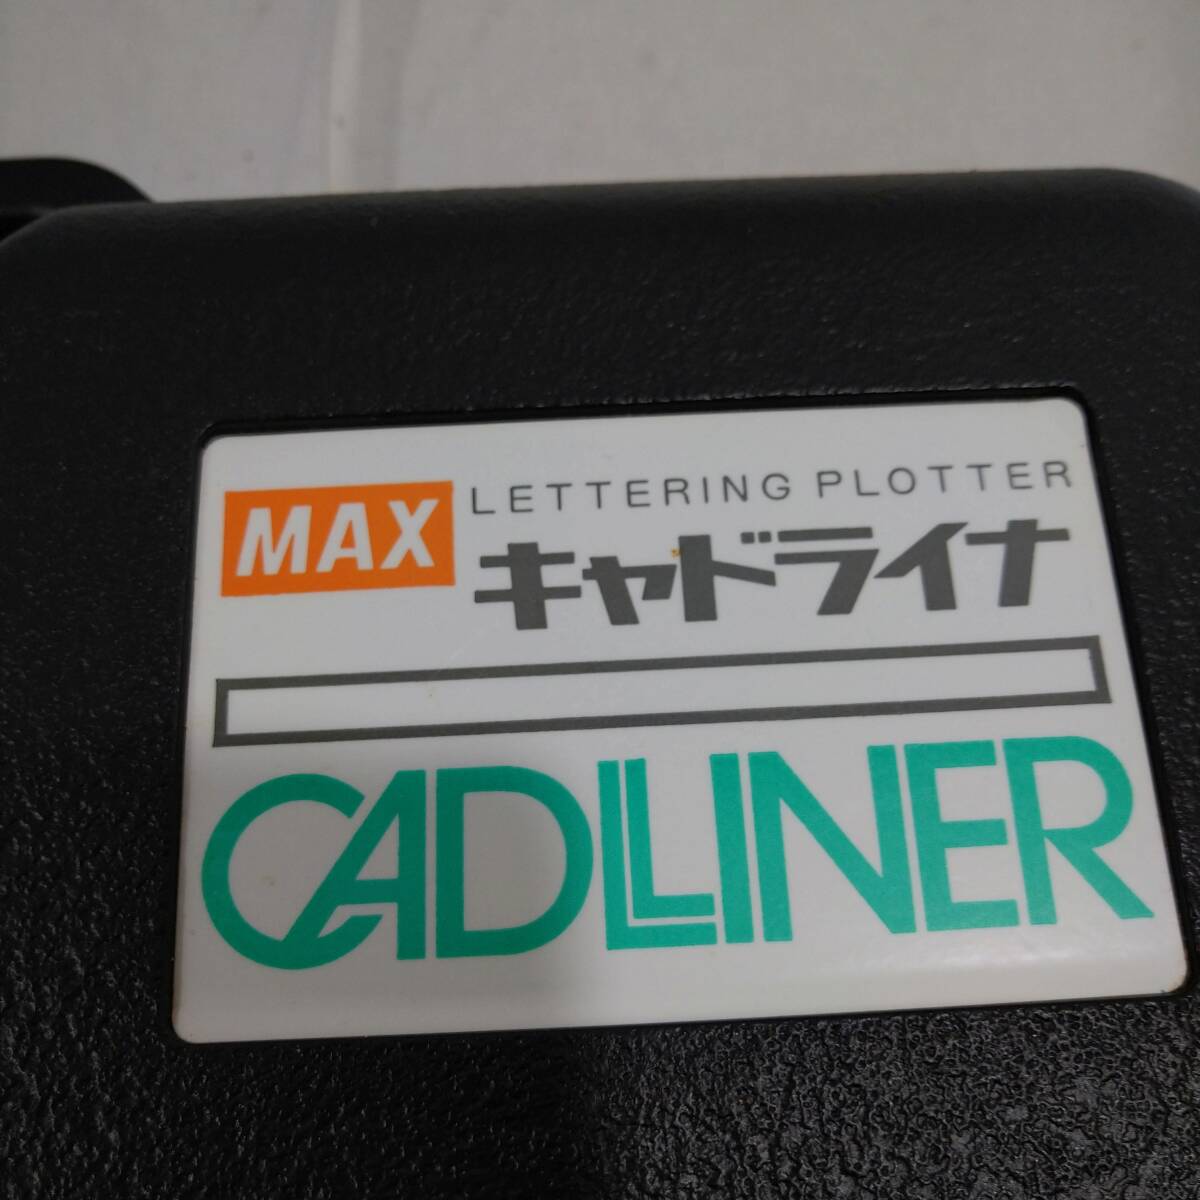 MAX
LETTERING PLOTTER
キャドライナ
CADLINER